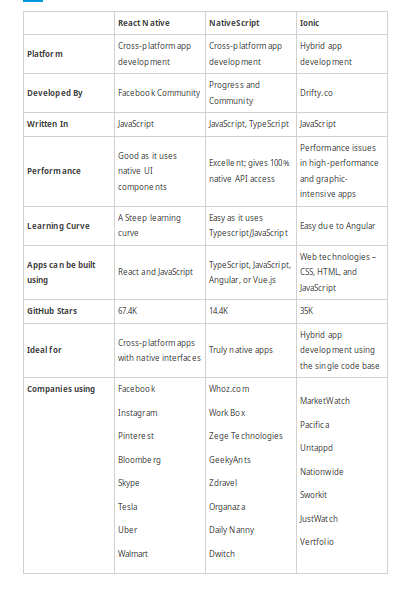 React Native NativeScript Ionic
Platform
Cross-platform app
development
Cross-platform app
development
Hybrid app
development
Developed By
Facebook Community
Progress and
Community
Drifty.co
Written In
JavaScript
JavaScript, TypeScript
JavaScript
Performance
Good as it uses
native UI
components
Excellent; gives 100%
native API access
Performance issues
in high-performance
and graphic-
intensive apps
Learning Curve
A Steep learning
curve
Easy as it uses
Typescript/JavaScript
Easy due to Angular
Apps can be built
using
React and JavaScript
TypeScript, JavaScript,
Angular, or Vue.js
Web technologies –
CSS, HTML, and
JavaScript
GitHub Stars
67.4K
14.4K
35K
Ideal for
Cross-platform apps
with native interfaces
Truly native apps
Hybrid app
development using
the single code base
Companies using
Facebook
Instagram
Pinterest
Bloomberg
Skype
Tesla
Uber
Walmart
Whoz.com
Work Box
Zege Technologies
GeekyAnts
Zdravel
Organaza
Daily Nanny
Dwitch
MarketWatch
Pacifica
Untappd
Nationwide
Sworkit
JustWatch
Vertfolio